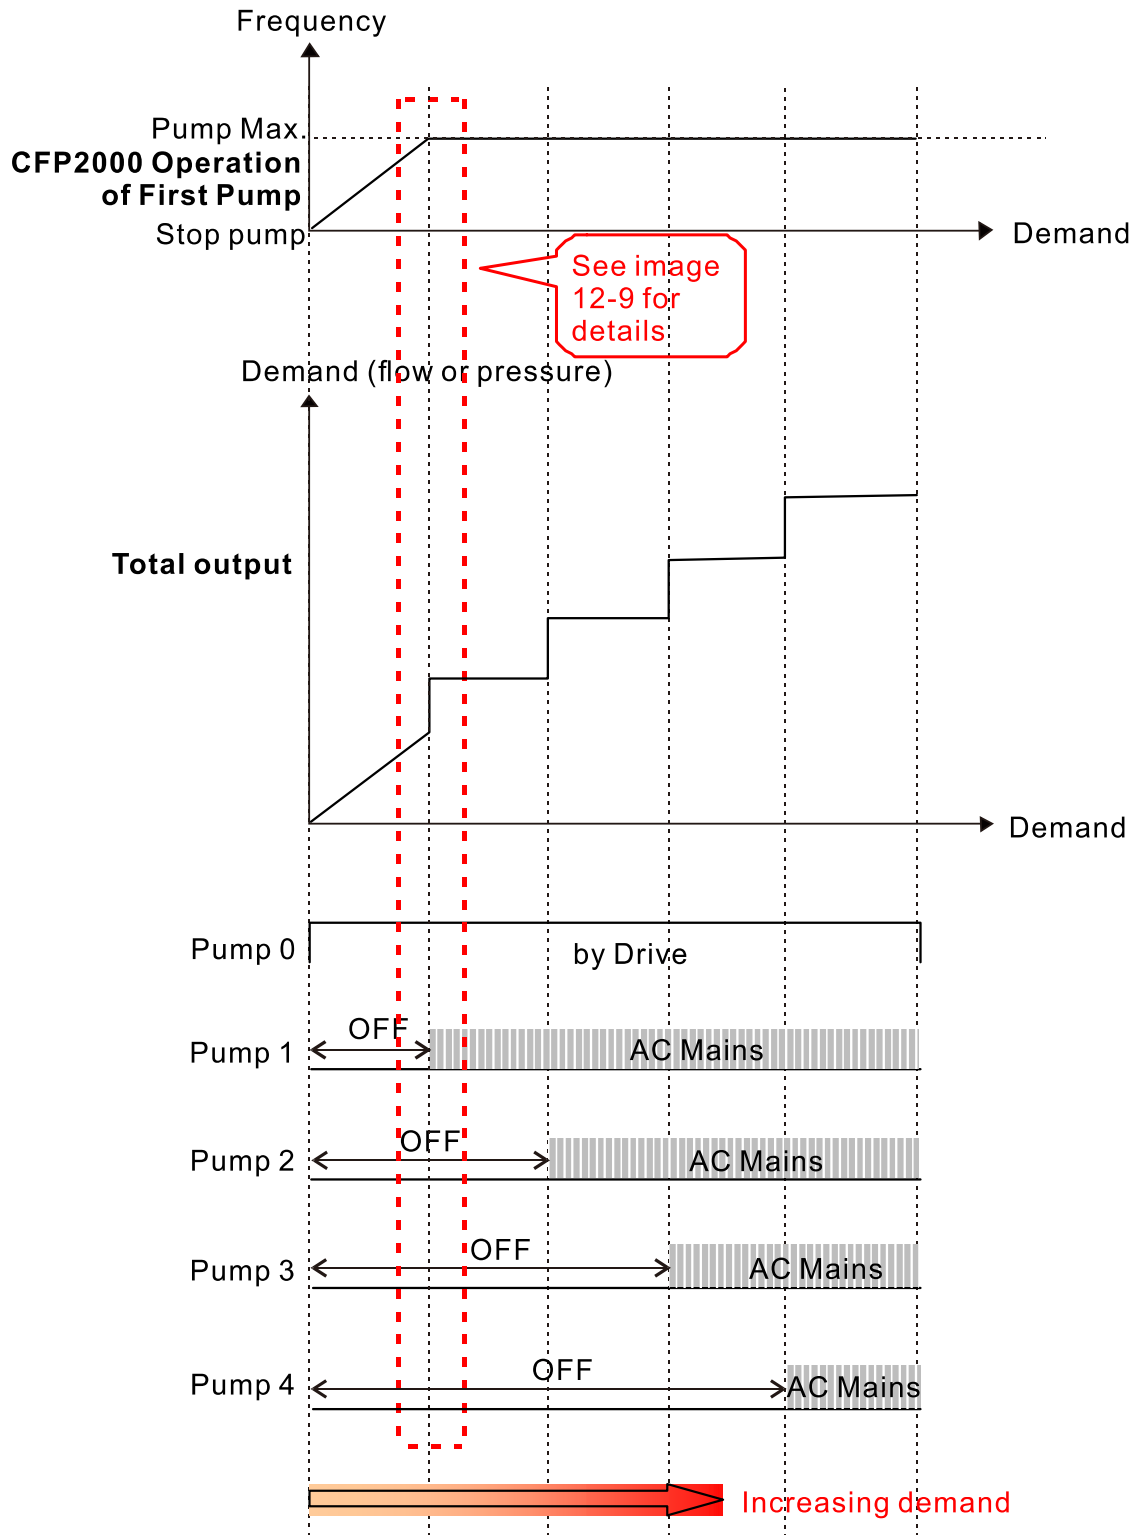 Frequency
Pump Max.
CFP2000 Operation
of First Pump
Stop pump
Demand
See image
12-9 for
details
Demand (flow or pressure)
Total output
Demand
Pump 0
by Drive
OFF
Pump 1
AC Mains
OFF
Pump 2
AC Mains
OFF
Pump 3
AC Mains
OFF
Pump 4
AC Mains
Increasing demand